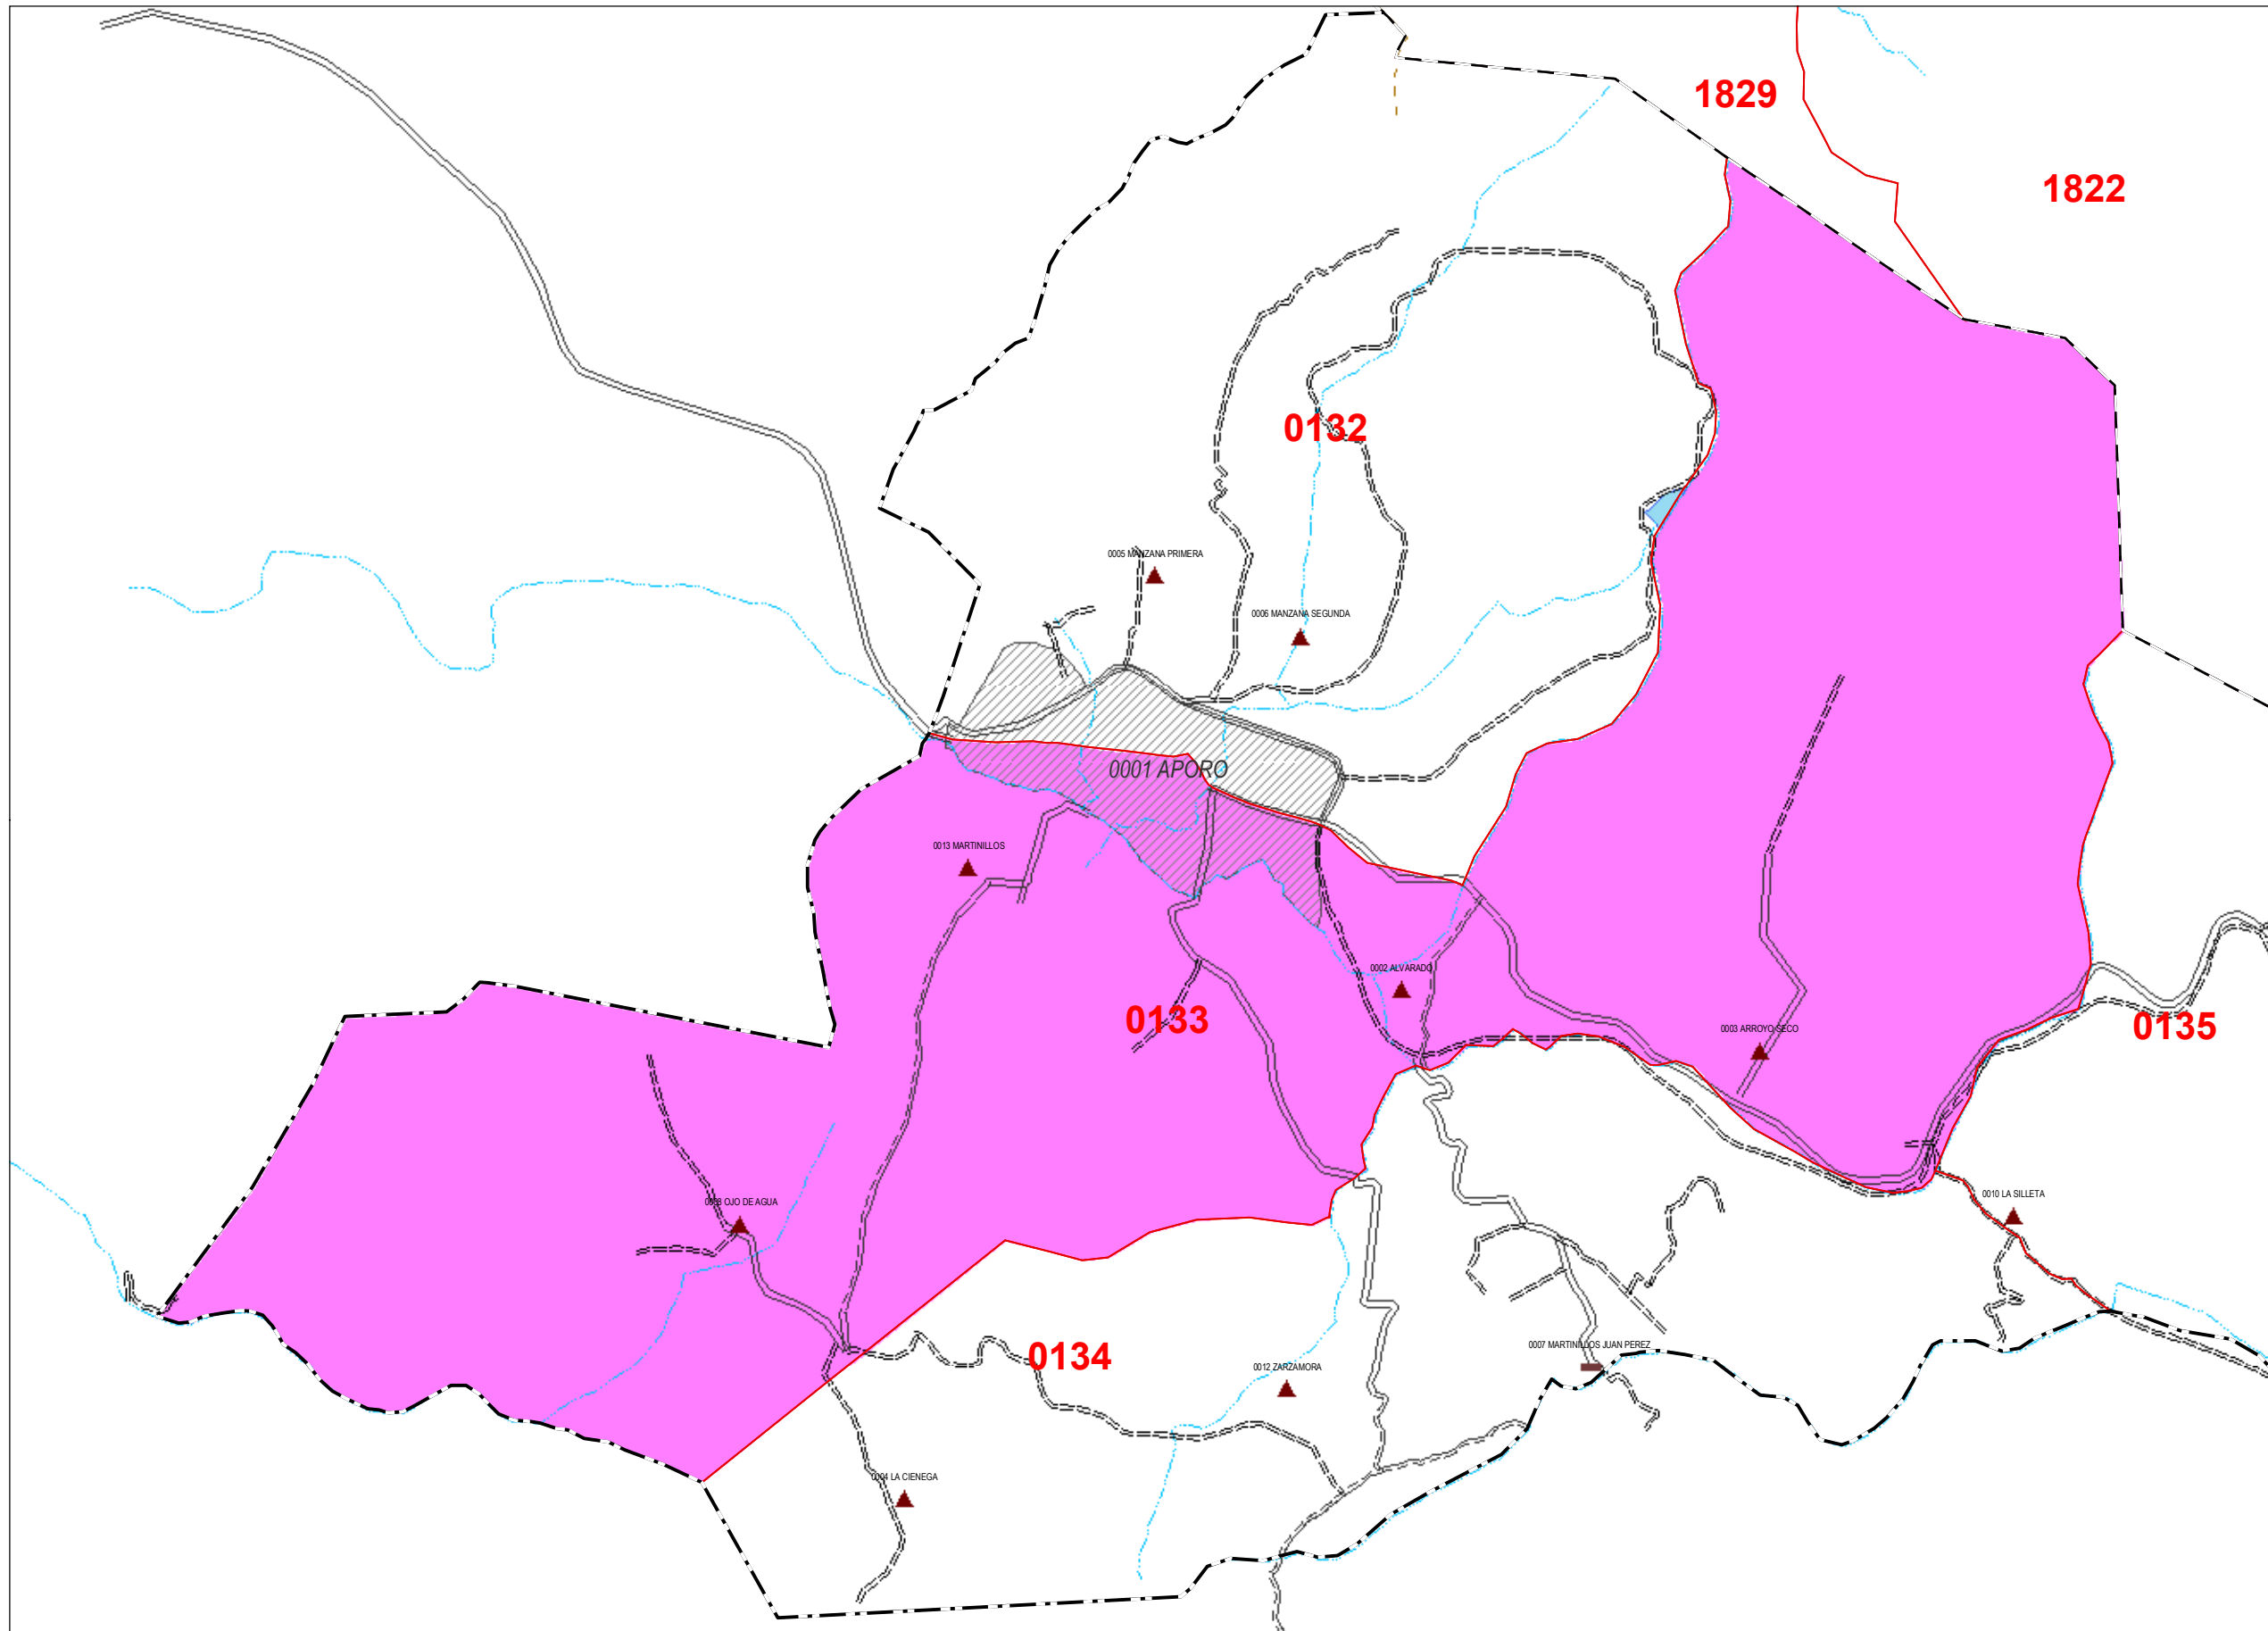 1829
1822
0132
0005 MANZANA PRIMERA
0006 MANZANA SEGUNDA
0001 APORO
0013 MARTINILLOS
0002 ALVARADO
0133
0003 ARROYO SECO
0135
OJO DE AGUA
0010 LA SILLETA
0134
0012 ZARZAMORA
0007 MARTINILLOS JUAN PEREZ
0004 LA CIENEGA